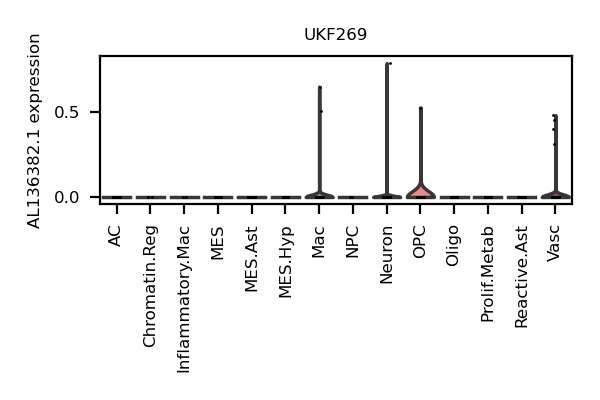 UKF269
AL136382.1 expression
0.5
0.0
AC
Chromatin.Reg
Inflammatory.Mac
MES
MES.Ast
MES.Hyp
Mac
NPC
Neuron
OPC
Oligo
Prolif.Metab
Reactive.Ast
Vasc